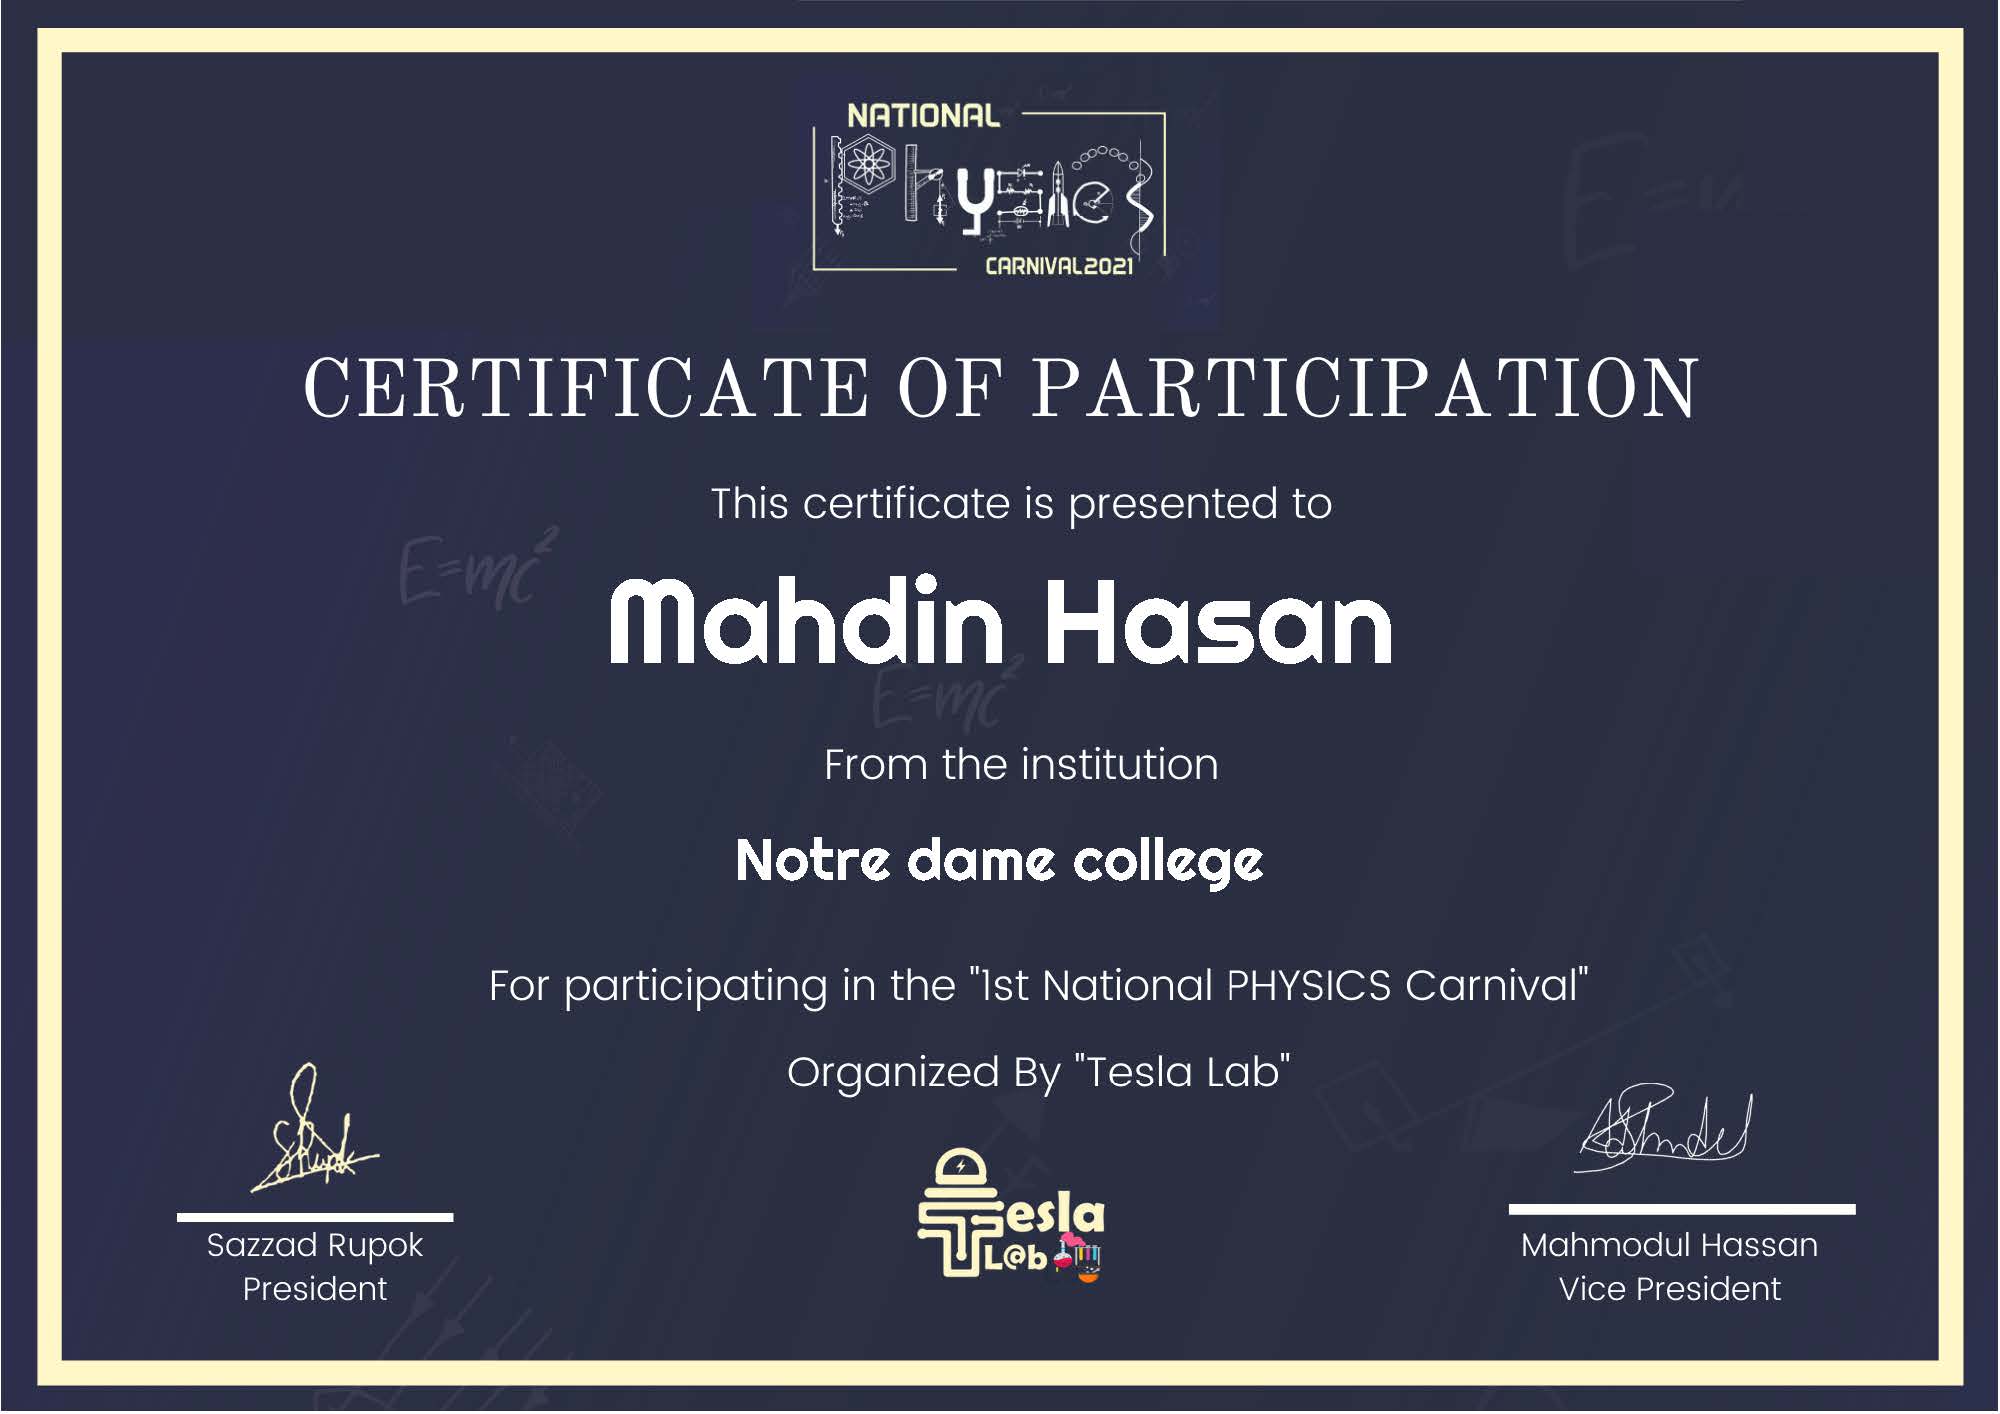 NATIONAL
Physics
CARNIVAL2021
CERTIFICATE OF PARTICIPATION
This certificate is presented to
E=mc²
Mahdin Hasan
E=mc²
From the institution
Notre dame college
For participating in the "1st National PHYSICS Carnival"
Organized By "Tesla Lab"
Tesla
L@b
Sazzad Rupok
President
Mahmodul Hassan
Vice President